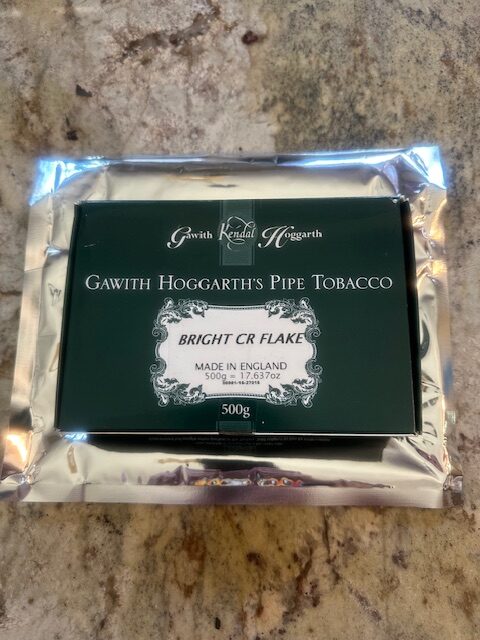 Gawith Kendal Hoggarth
GAWITH HOGGARTH'S PIPE TOBACCO
BRIGHT CR FLAKE
MADE IN ENGLAND
500g = 17.637oz
500g